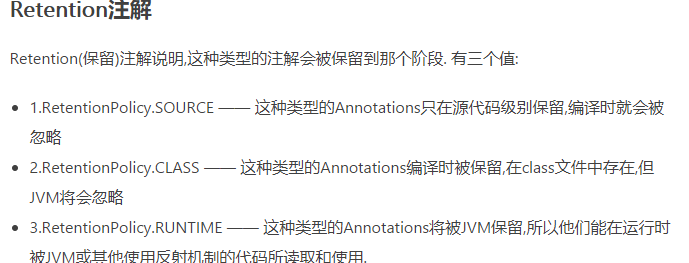 Retention注解
Retention(保留)注解说明,这种类型的注解会被保留到那个阶段. 有三个值:
1.RetentionPolicy.SOURCE —— 这种类型的Annotations只在源代码级别保留,编译时就会被
忽略
2.RetentionPolicy.CLASS —— 这种类型的Annotations编译时被保留,在class文件中存在,但
JVM将会忽略
3.RetentionPolicy.RUNTIME —— 这种类型的Annotations将被JVM保留,所以他们能在运行时
被JVM或其他使用反射机制的代码所读取和使用.